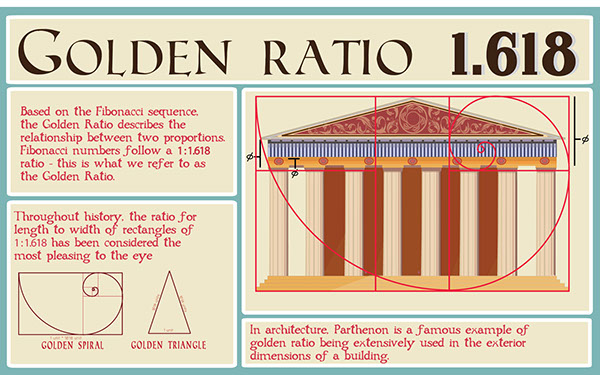 GOLDEN RATIO 1.618
Based on the Fibonacci sequence,
the Golden Ratio describes the
relationship between two proportions.
Fibonacci numbers follow a 1:1.618
ratio - this is what we refer to as
the Golden Ratio.
Throughout history, the ratio for
length to width of rectangles of
1:1.618 has been considered the
most pleasing to the eye
GOLDEN SPIRAL
GOLDEN TRIANGLE
ϕ
ϕ
ϕ
In architecture, Parthenon is a famous example of
golden ratio being extensively used in the exterior
dimensions of a building.